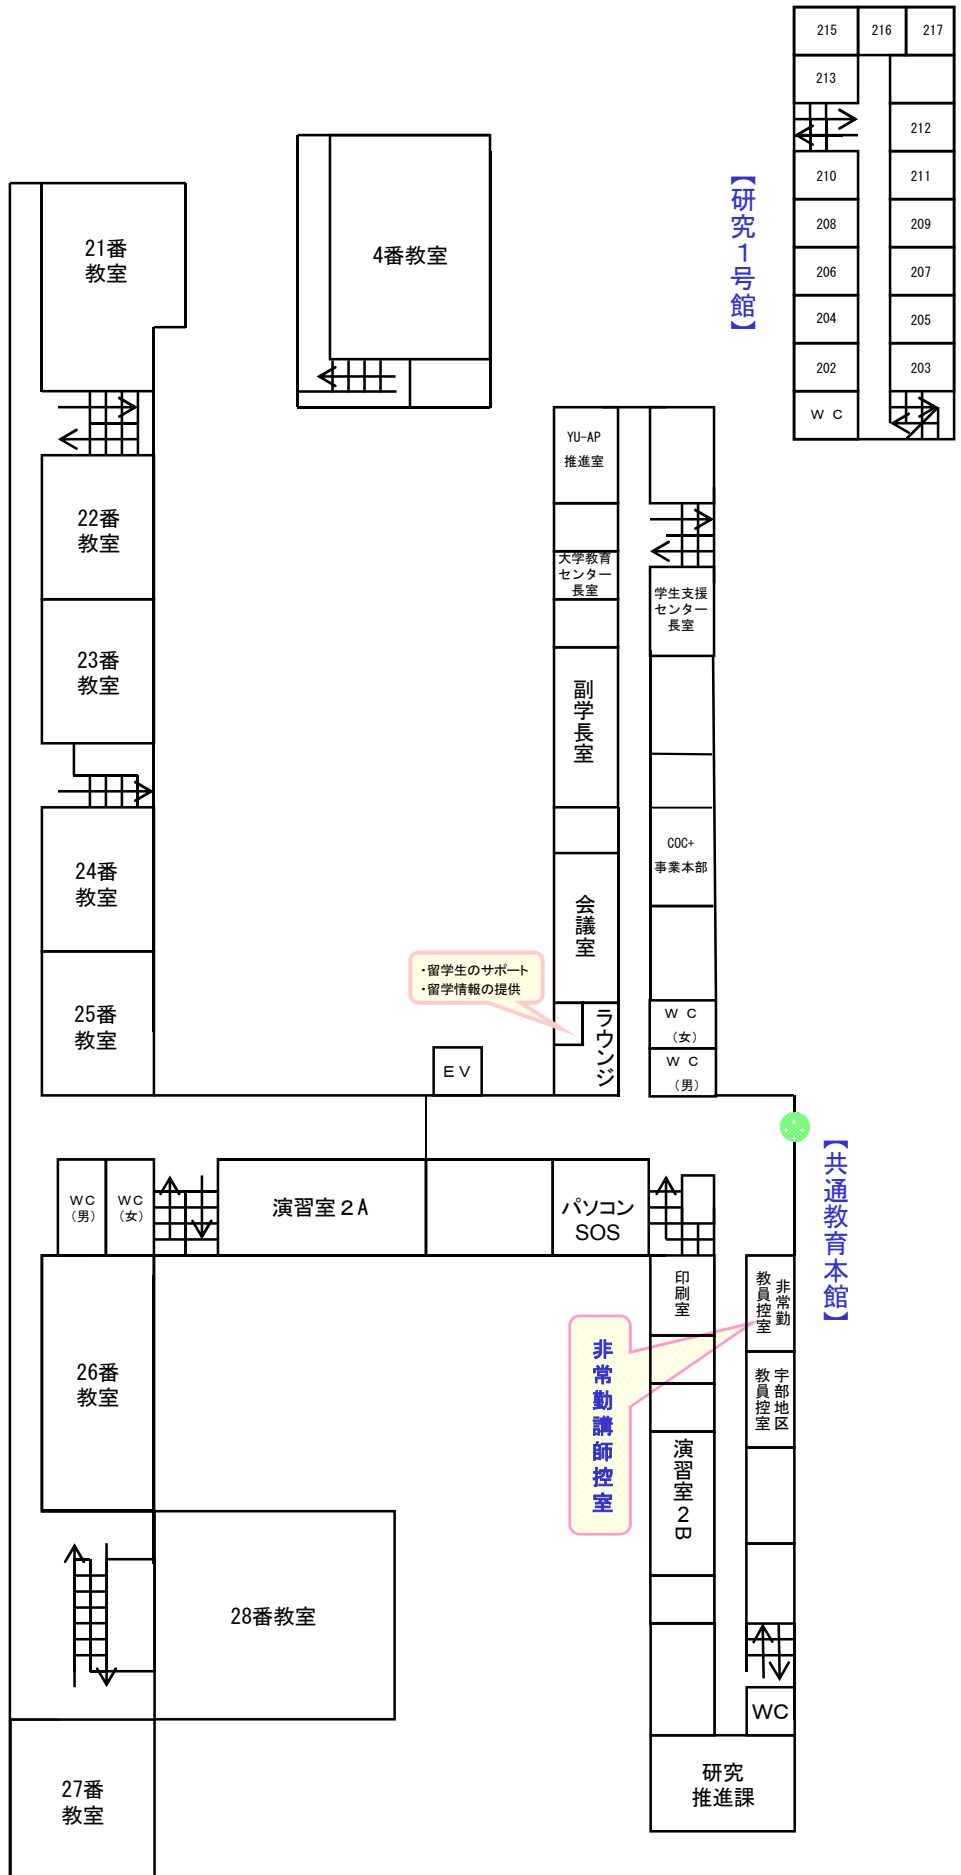 215
216
217
213
212
210
211
208
209
206
207
204
205
202
203
ＷＣ
【研究１号館】
21番
教室
4番教室
22番
教室
23番
教室
24番
教室
25番
教室
YU-AP
推進室
大学教育
センター
長室
学生支援
センター
長室
副学長室
COC+
事業本部
会議室
・留学生のサポート
・留学情報の提供
ラウンジ
ＷＣ
（女）
ＷＣ
（男）
ＥＶ
【共通教育本館】
ＷＣ
（男）
ＷＣ
（女）
演習室２Ａ
パソコン
SOS
印刷室
非常勤
教員控室
非常勤講師控室
宇部地区
教員控室
26番
教室
演習室２Ｂ
28番教室
WC
研究
推進課
27番
教室